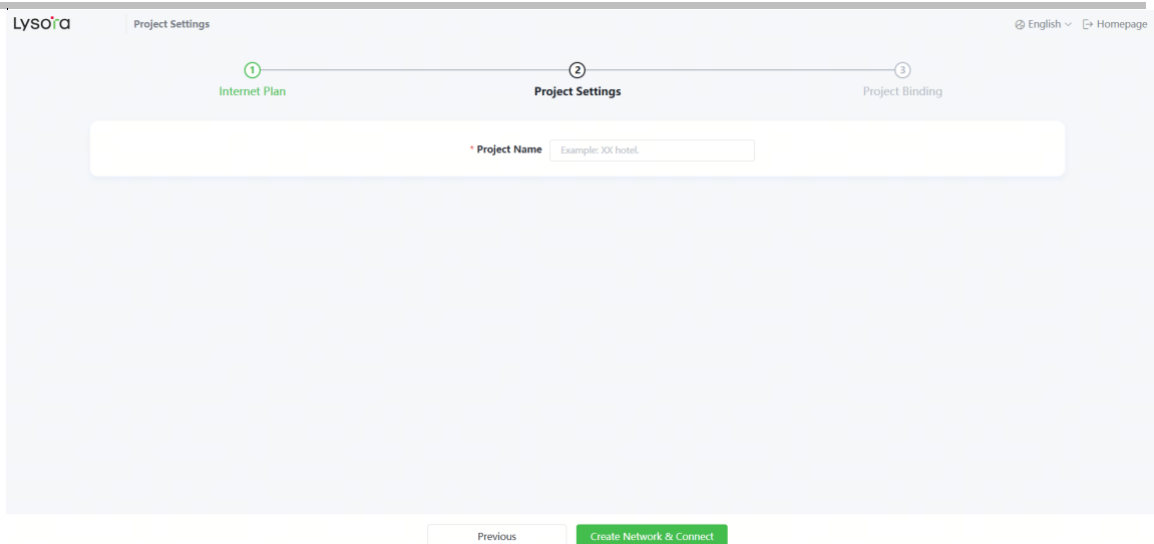 Lysora
Project Settings
English
Homepage
1
2
3
Internet Plan
Project Settings
Project Binding
* Project Name
Example: XX hotel.
Previous
Create Network & Connect